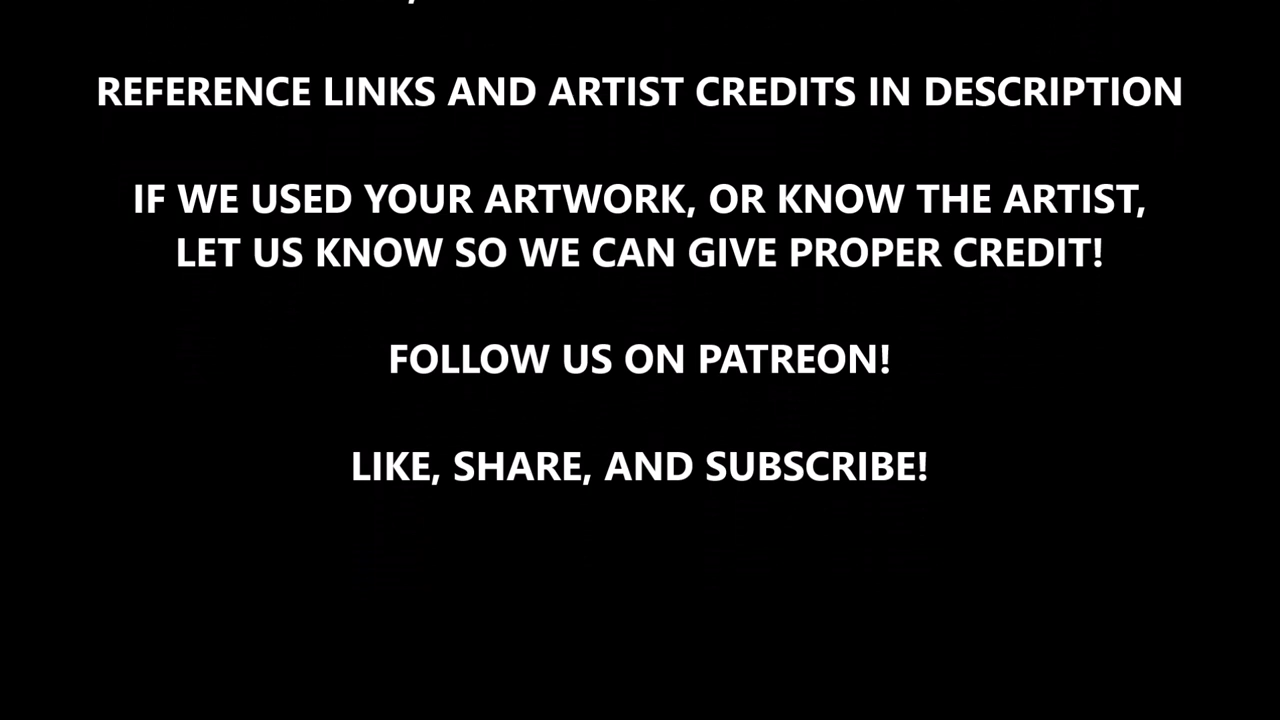 REFERENCE LINKS AND ARTIST CREDITS IN DESCRIPTION
IF WE USED YOUR ARTWORK, OR KNOW THE ARTIST,
LET US KNOW SO WE CAN GIVE PROPER CREDIT!
FOLLOW US ON PATREON!
LIKE, SHARE, AND SUBSCRIBE!